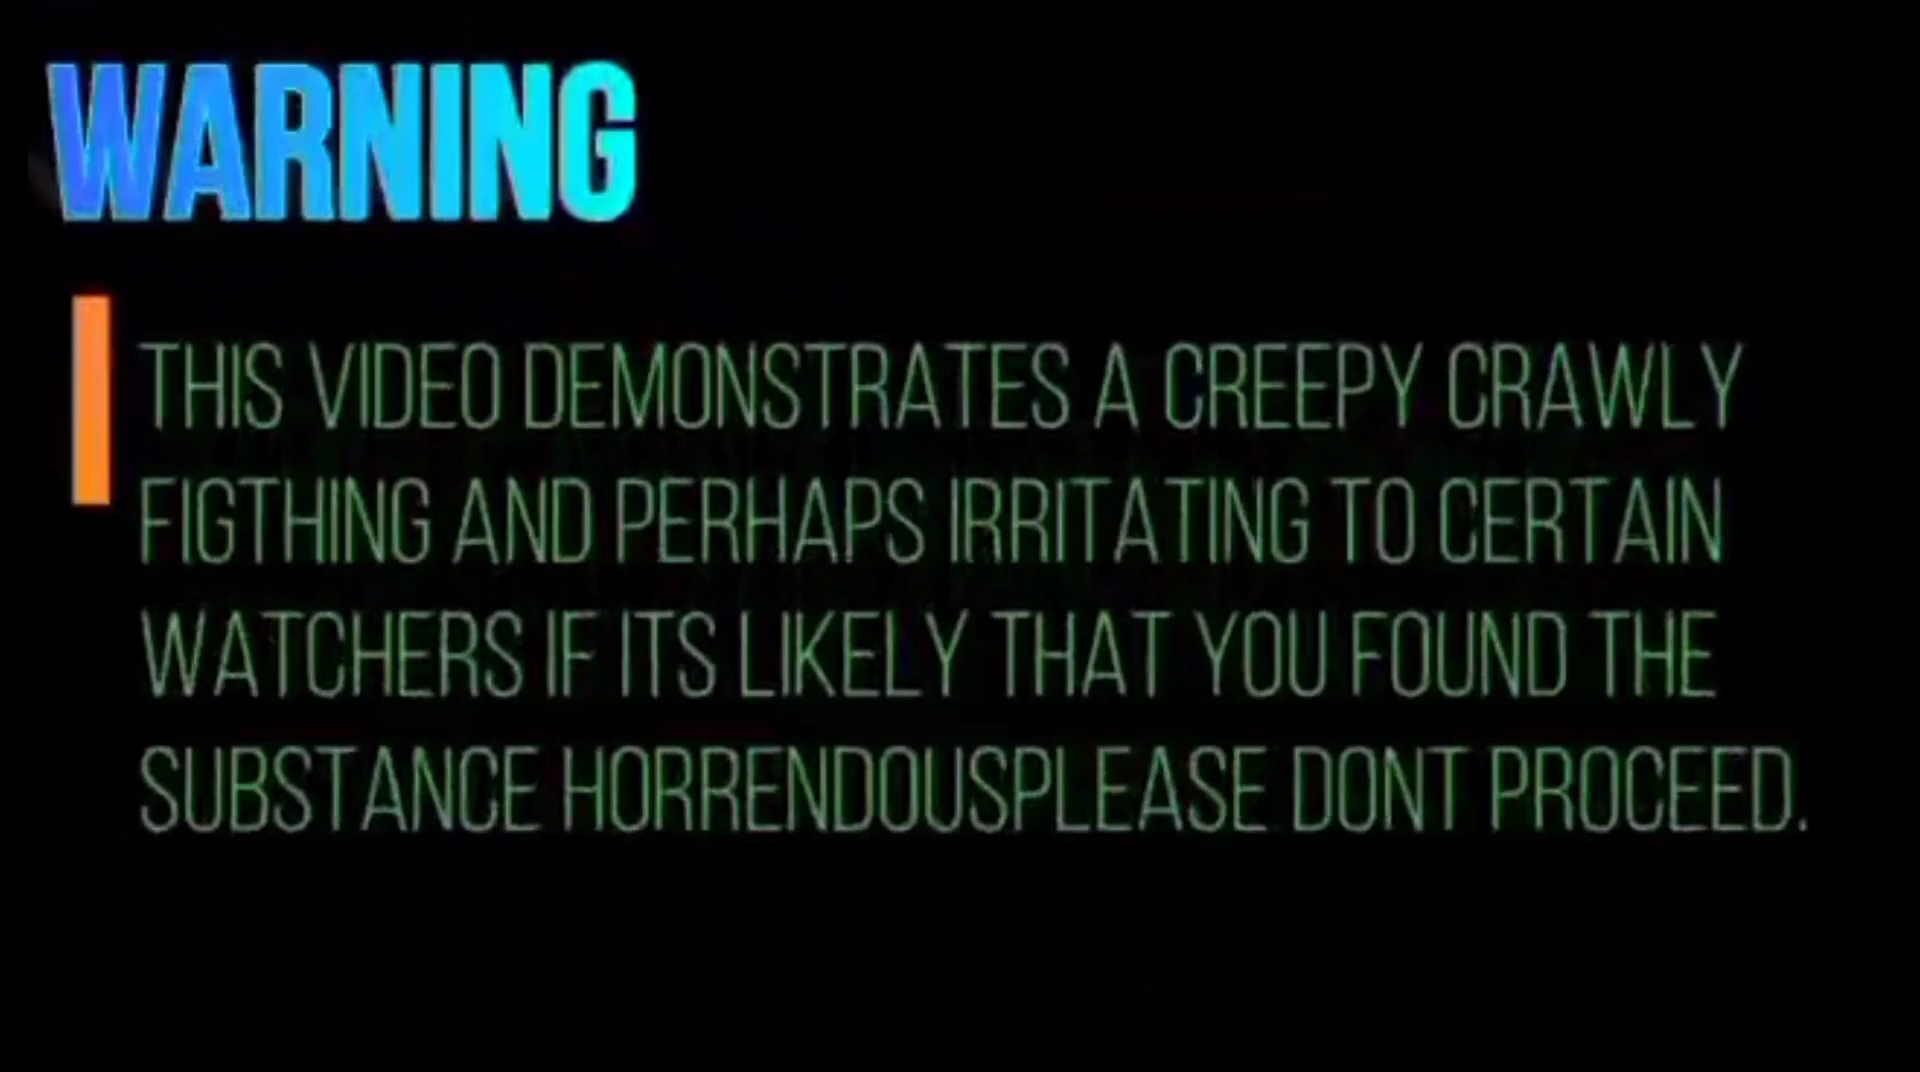 WARNING
THIS VIDEO DEMONSTRATES A CREEPY CRAWLY
FIGTHING AND PERHAPS IRRITATING TO CERTAIN
WATCHERS IF ITS LIKELY THAT YOU FOUND THE
SUBSTANCE HORRENDOUSPLEASE DONT PROCEED.